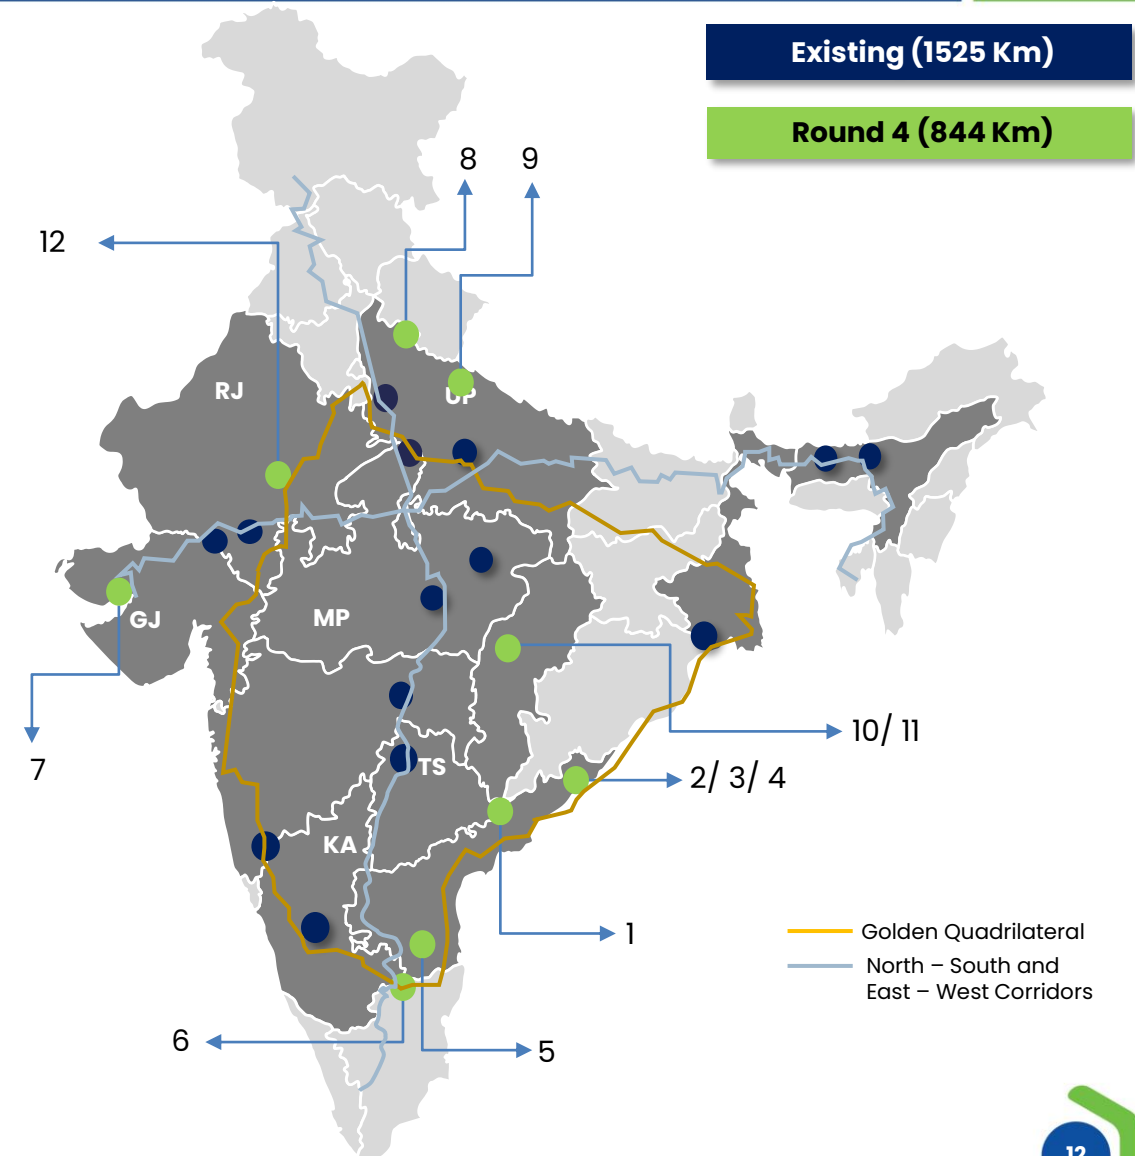 Existing (1525 Km)
Round 4 (844 Km)
8
9
12
RJ
UP
GJ
MP
10/ 11
7
TS
2/ 3/ 4
KA
1
Golden Quadrilateral
North – South and
East – West Corridors
6
5
12